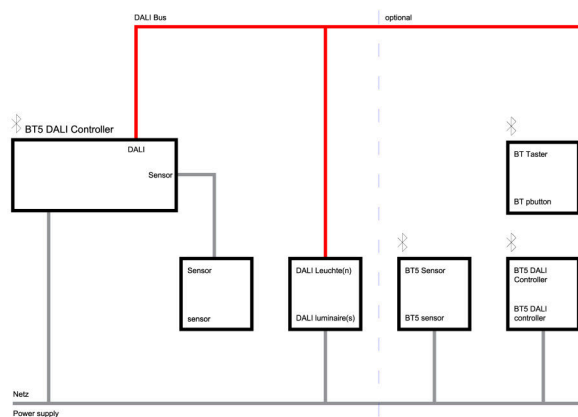 DALI Bus
optional
BT5 DALI Controller
DALI
Sensor
BT Taster
BT pbutton
Sensor
sensor
DALI Leuchte(n)
DALI luminaire(s)
BT5 Sensor
BT5 sensor
BT5 DALI
Controller
BT5 DALI
controller
Netz
Power supply